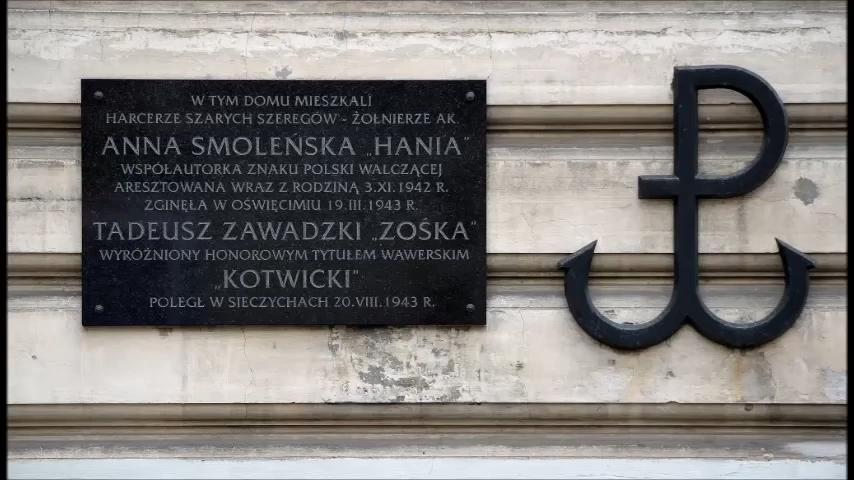 W TYM DOMU MIESZKALI
HARCERZE SZARYCH SZEREGÓW - ŻOŁNIERZE AK.
ANNA SMOLEŃSKA „HANIA”
WSPÓŁAUTORKA ZNAKU POLSKI WALCZĄCEJ
ARESZTOWANA WRAZ Z RODZINĄ 3.XI.1942 R.
ZGINĘŁA W OŚWIĘCIMIU 19.III.1943 R.
TADEUSZ ZAWADZKI „ZOŚKA”
WYRÓŻNIONY HONOROWYM TYTUŁEM WAWERSKIM
„KOTWICKI”
POLEGŁ W SIECZYCHACH 20.VIII.1943 R.